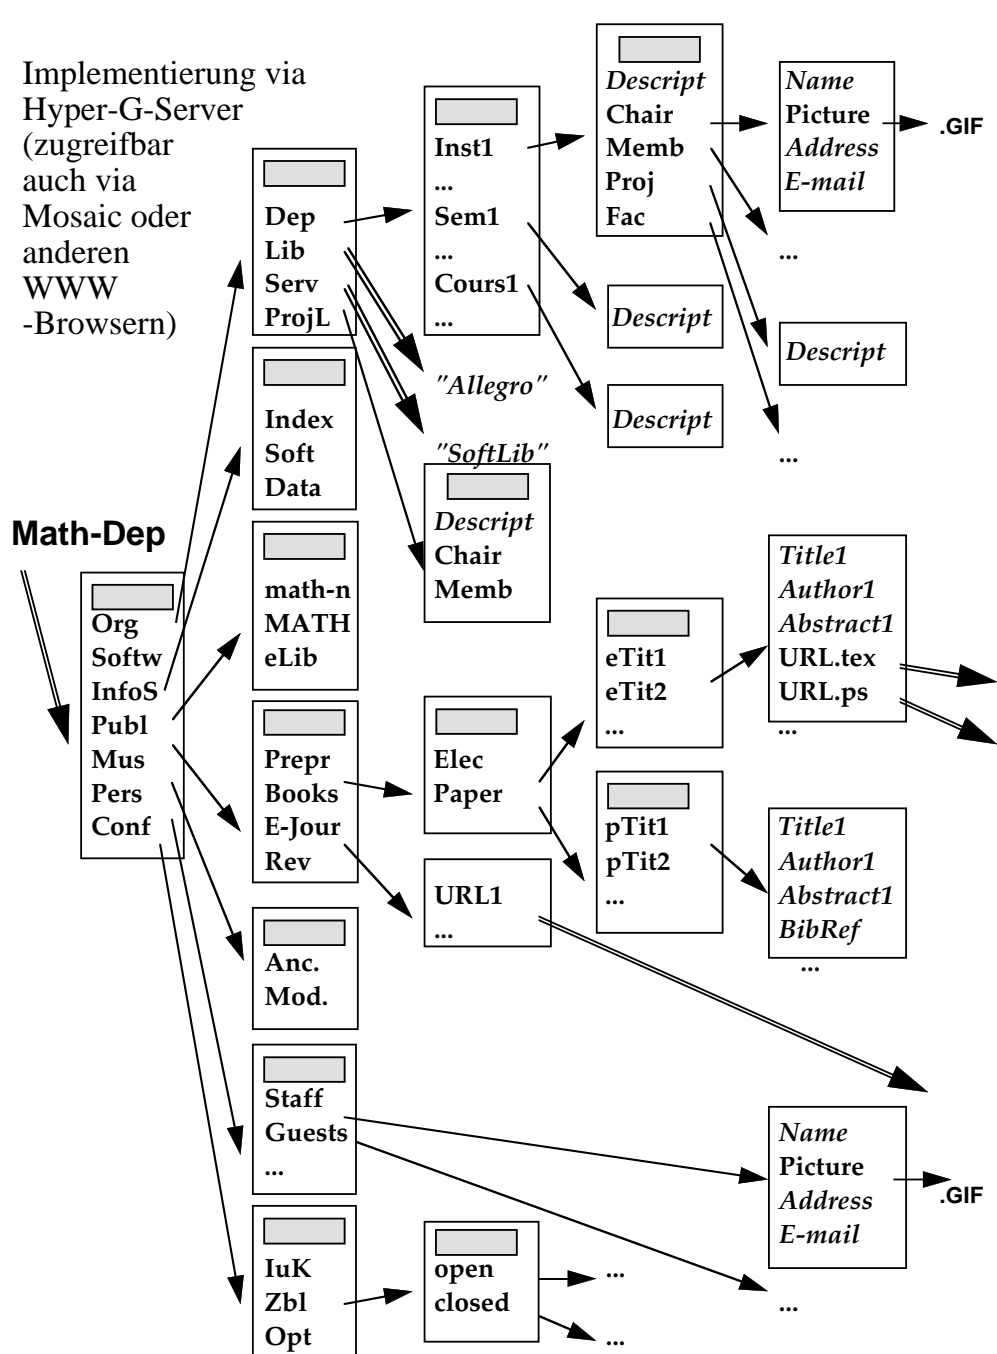 Implementierung via
Hyper-G-Server
(zugreifbar
auch via
Mosaic oder
anderen
WWW
-Browsern)
Math-Dep
Org
Softw
InfoS
Publ
Mus
Pers
Conf
Dep
Lib
Serv
ProjL
Index
Soft
Data
math-n
MATH
eLib
Prepr
Books
E-Jour
Rev
Anc.
Mod.
Staff
Guests
...
IuK
Zbl
Opt
Inst1
...
Sem1
...
Cours1
...
"Allegro"
"SoftLib"
Descript
Chair
Memb
Elec
Paper
URL1
...
open
closed
Descript
Chair
Memb
Proj
Fac
Descript
Descript
eTit1
eTit2
...
pTit1
pTit2
...
...
...
Name
Picture
Address
E-mail
.GIF
...
Descript
...
Title1
Author1
Abstract1
URL.tex
URL.ps
...
Title1
Author1
Abstract1
BibRef
...
Name
Picture
Address
E-mail
.GIF
...